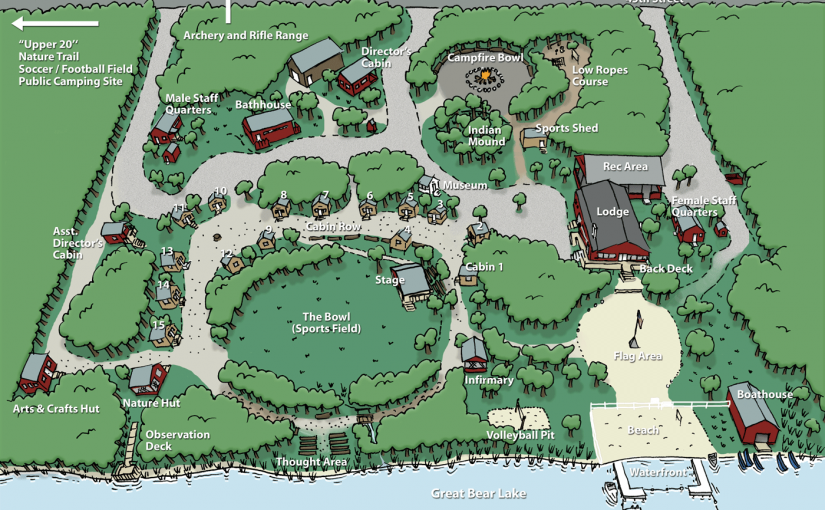 15th Street
"Upper 20"
Nature Trail
Soccer / Football Field
Public Camping Site
Archery and Rifle Range
Director's
Cabin
Campfire Bowl
Low Ropes
Course
Male Staff
Quarters
Bathhouse
Indian
Mound
Sports Shed
Rec Area
Museum
Lodge
Female Staff
Quarters
11
10
8
7
6
5
3
Cabin Row
9
4
2
Asst.
Director's
Cabin
13
12
14
15
Cabin 1
Stage
Back Deck
The Bowl
(Sports Field)
Flag Area
Infirmary
Arts & Crafts Hut
Nature Hut
Boathouse
Observation
Deck
Volleyball Pit
Beach
Thought Area
Waterfront
Great Bear Lake